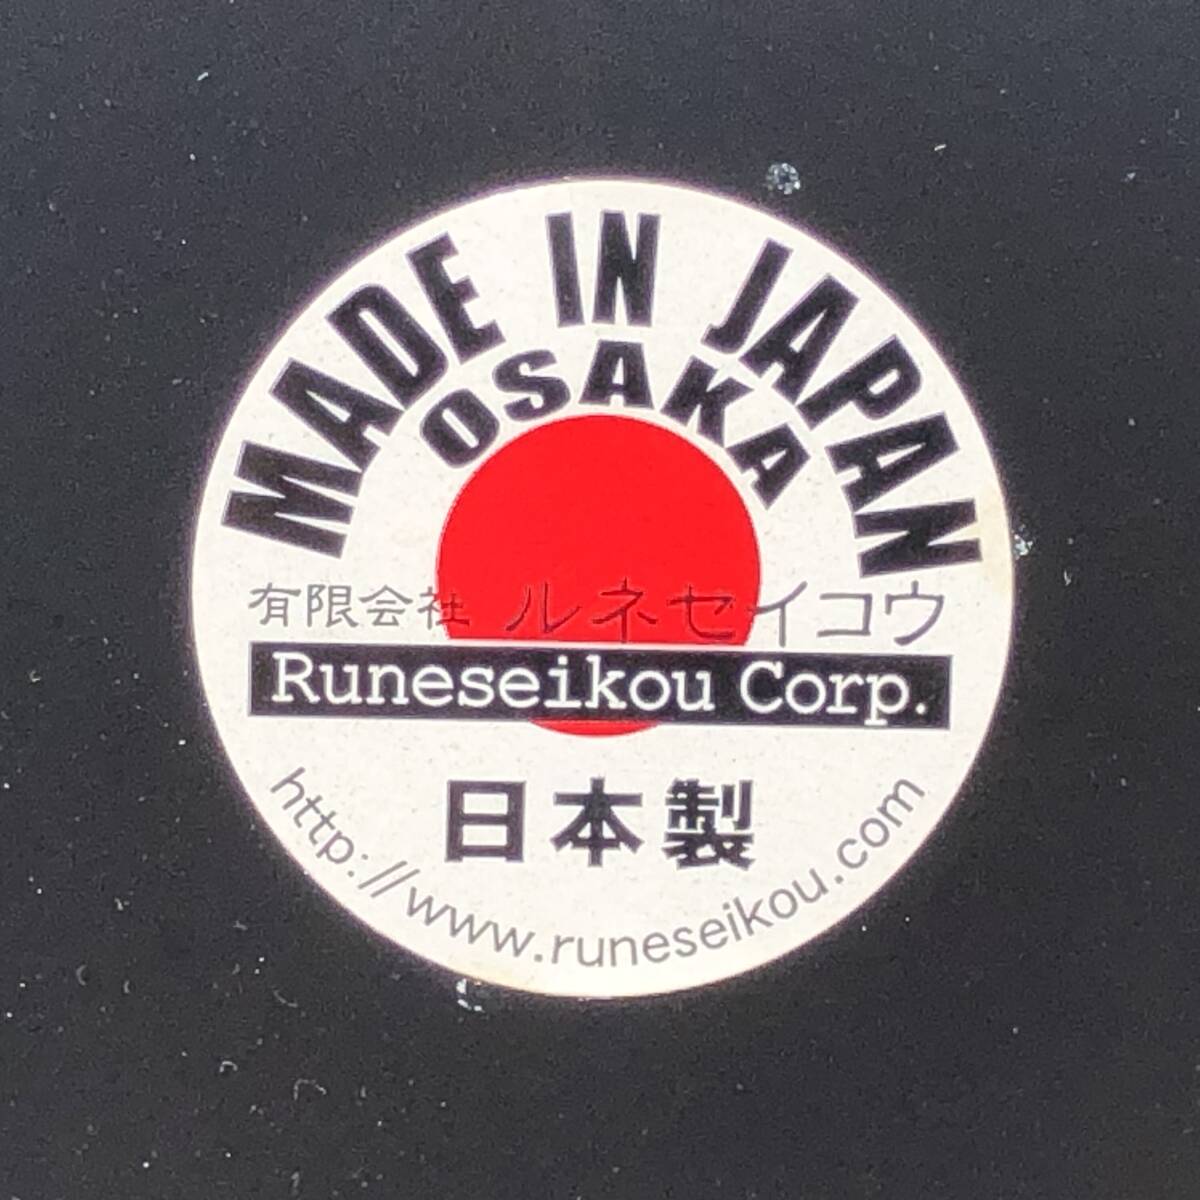 MADE IN JAPAN
OSAKA
有限会社 ルネセイコウ
Runeseikou Corp.
日本製
http://www.runeseikou.com